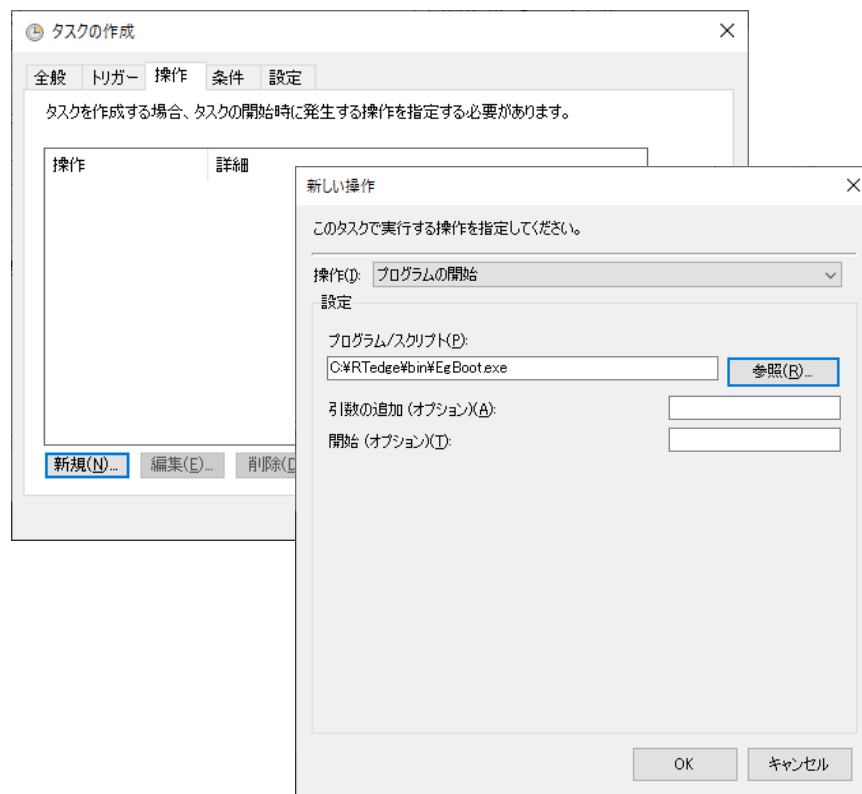 タスクの作成
全般 トリガー 操作 条件 設定
タスクを作成する場合、タスクの開始時に発生する操作を指定する必要があります。
操作 詳細
新規(N)... 編集(E)... 削除(D
新しい操作
このタスクで実行する操作を指定してください。
操作(I): プログラムの開始
設定
プログラム/スクリプト(P):
C:¥RTedge¥bin¥EgBoot.exe 参照(R)...
引数の追加 (オプション)(A):
開始 (オプション)(T):
OK キャンセル